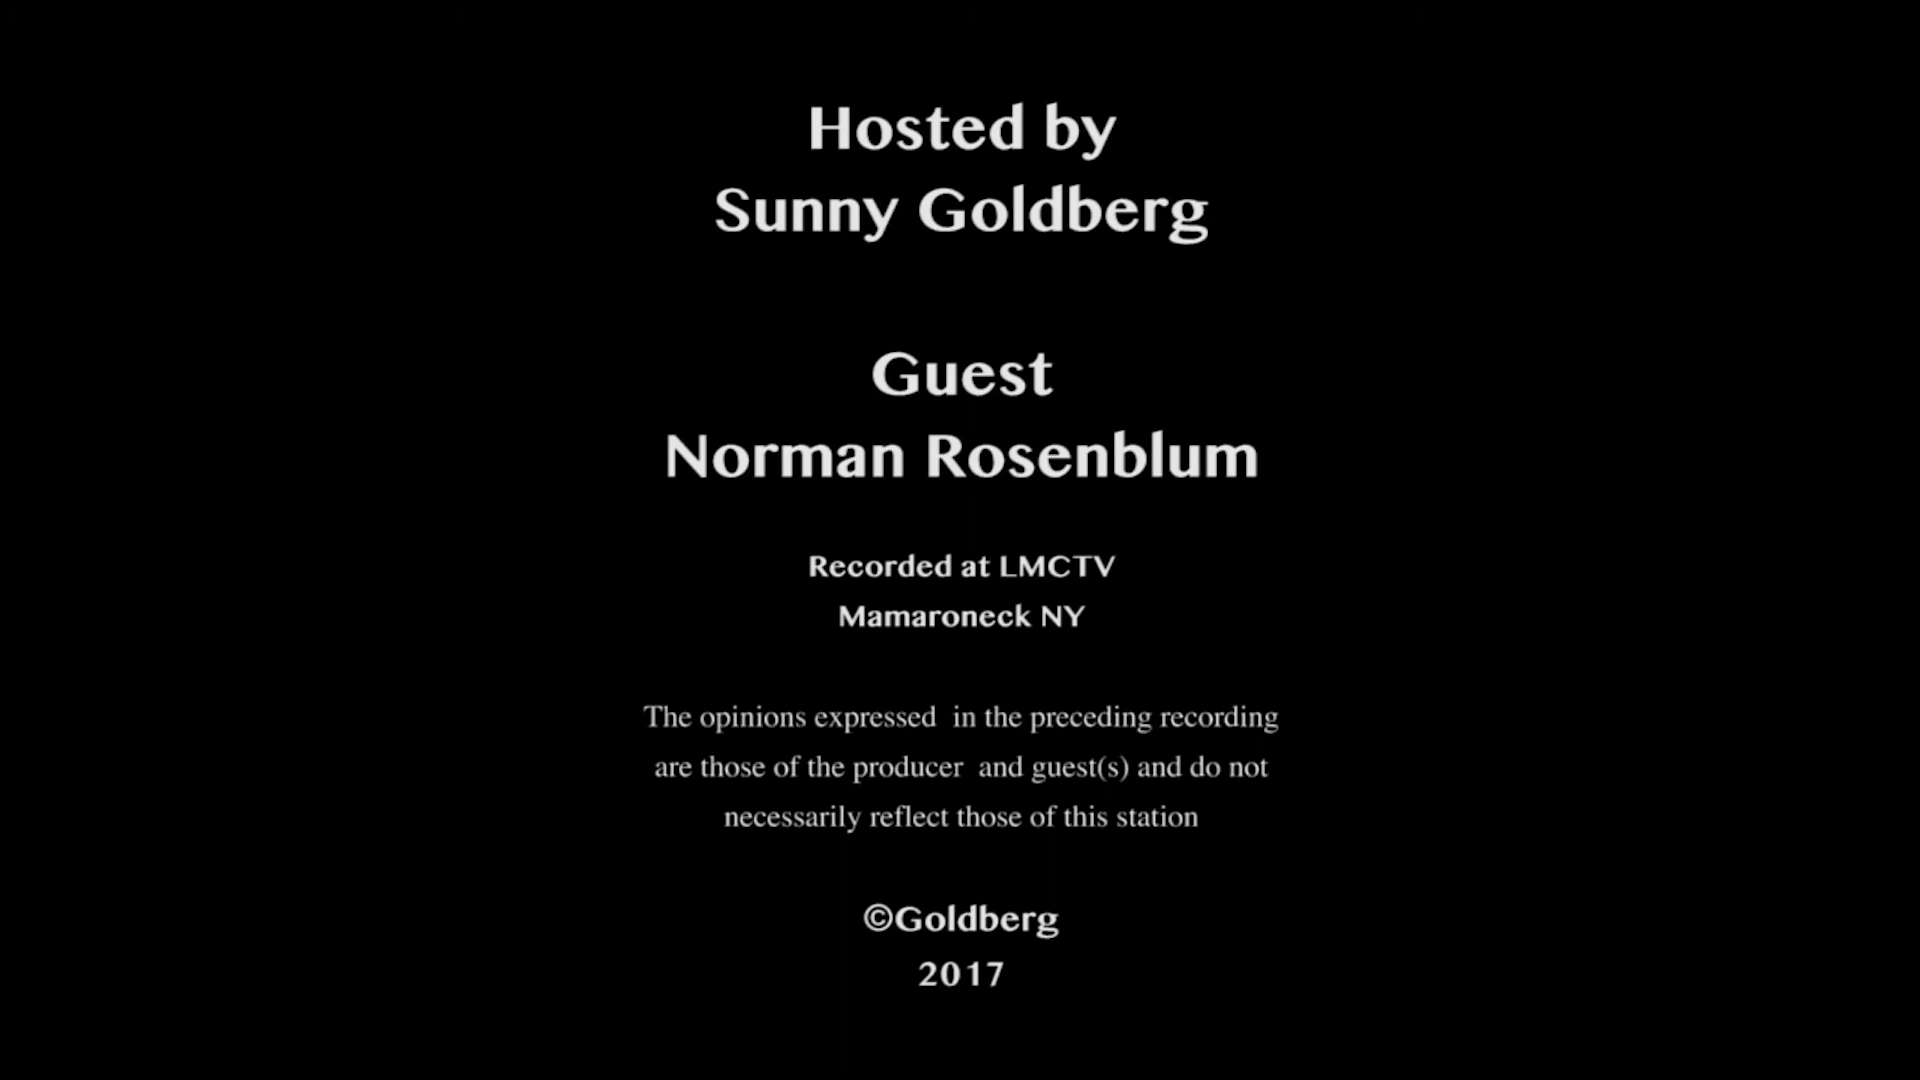 Hosted by
Sunny Goldberg
Guest
Norman Rosenblum
Recorded at LMCTV
Mamaroneck NY
The opinions expressed  in the preceding recording
are those of the producer  and guest(s) and do not
necessarily reflect those of this station
©Goldberg
2017